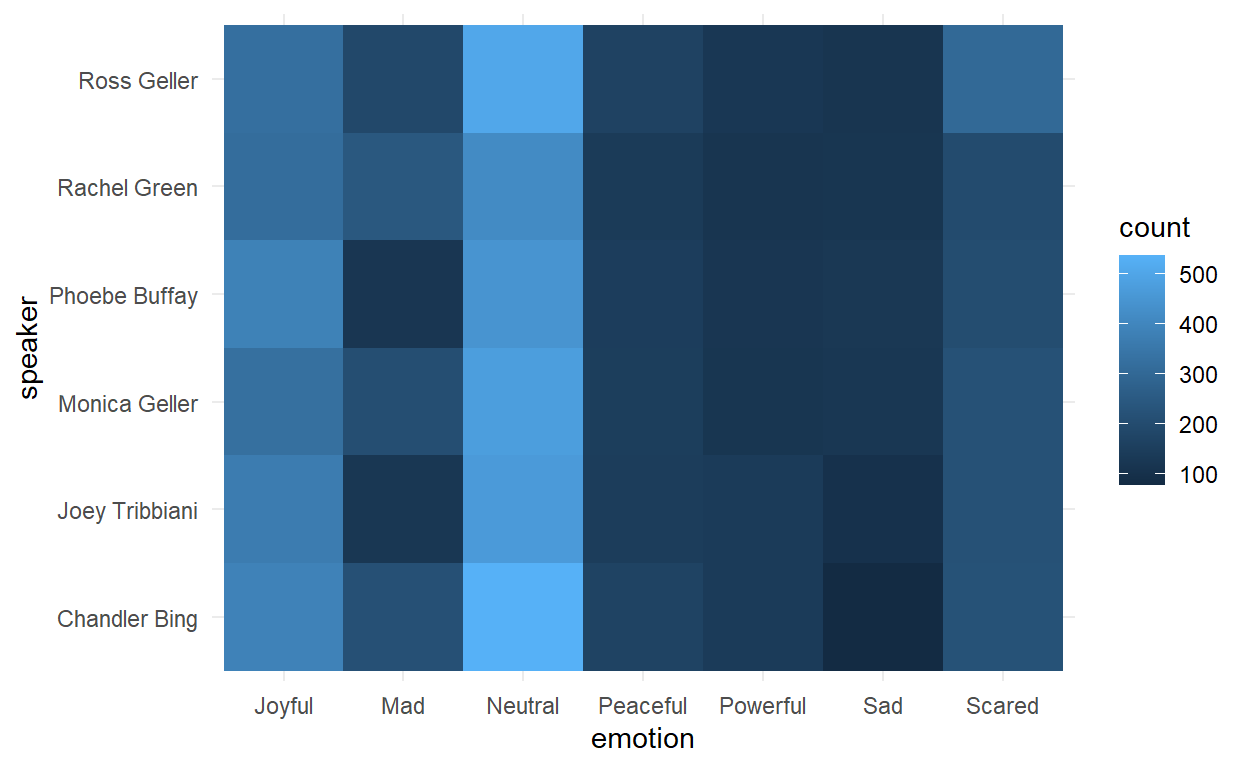 Ross Geller
Rachel Green
Phoebe Buffay
Monica Geller
Joey Tribbiani
Chandler Bing
speaker
Joyful Mad Neutral Peaceful Powerful Sad Scared
emotion
count
500
400
300
200
100